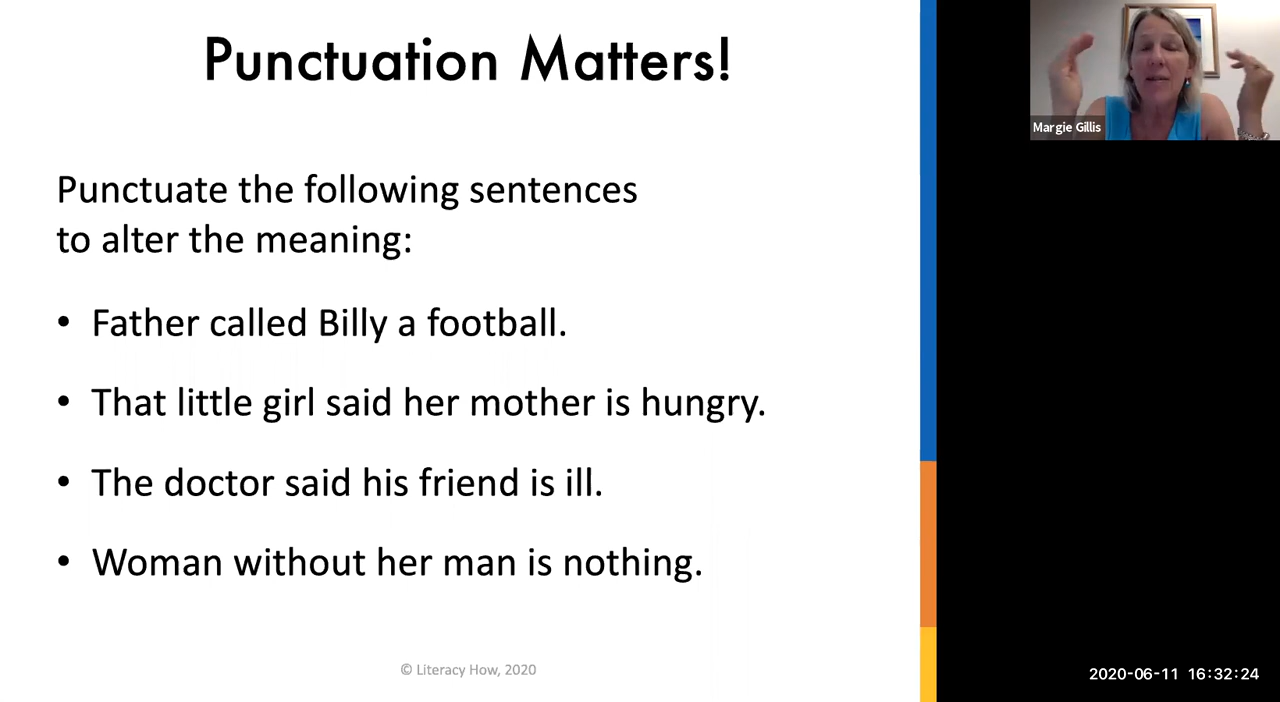 Punctuation Matters!
Punctuate the following sentences
to alter the meaning:
• Father called Billy a football.
• That little girl said her mother is hungry.
• The doctor said his friend is ill.
• Woman without her man is nothing.
© Literacy How, 2020
Margie Gillis
2020-06-11 16:32:24